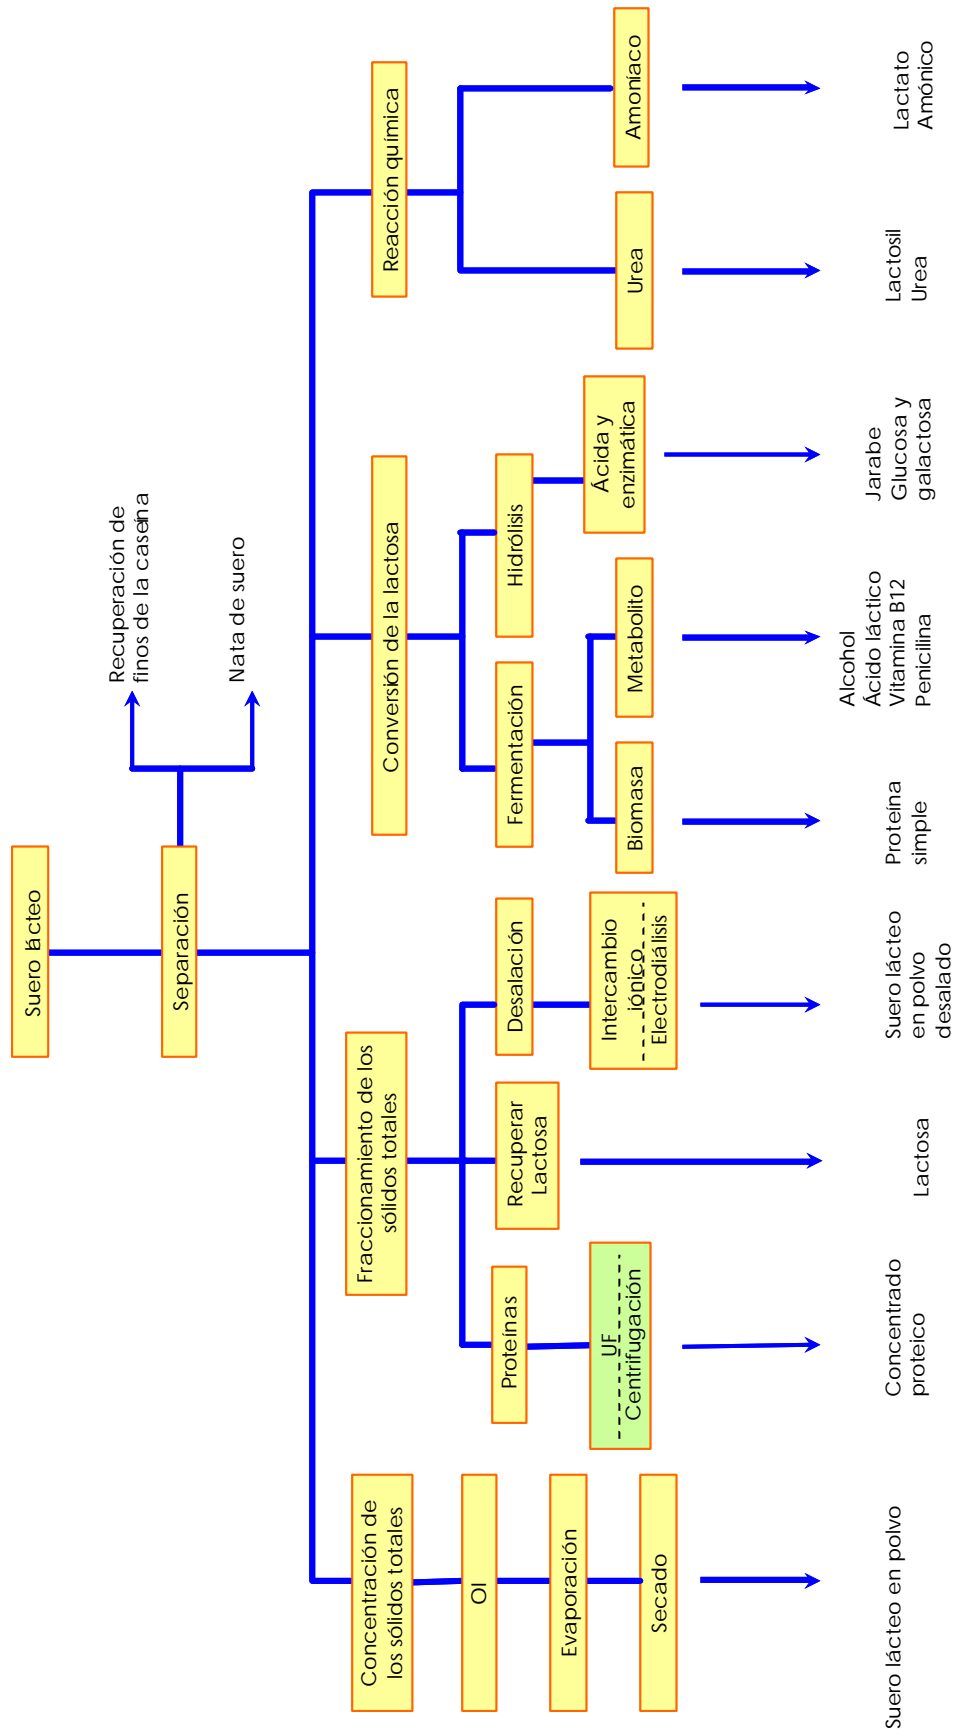 Suero lácteo
Separación
Recuperación de
finos de la caseína
Nata de suero
Concentración de
los sólidos totales
Fraccionamiento de los
sólidos totales
Conversión de la lactosa
Reacción química
OI
Evaporación
Secado
Proteínas
Recuperar
Lactosa
Desalación
Fermentación
Hidrólisis
UF
Centrifugación
Intercambio
iónico
Electrodiálisis
Biomasa
Metabolito
Ácida y
enzimática
Urea
Amoníaco
Suero lácteo en polvo
Concentrado
proteico
Lactosa
Suero lácteo
en polvo
desalado
Proteína
simple
Alcohol
Ácido láctico
Vitamina B12
Penicilina
Jarabe
Glucosa y
galactosa
Lactosil
Urea
Lactato
Amónico